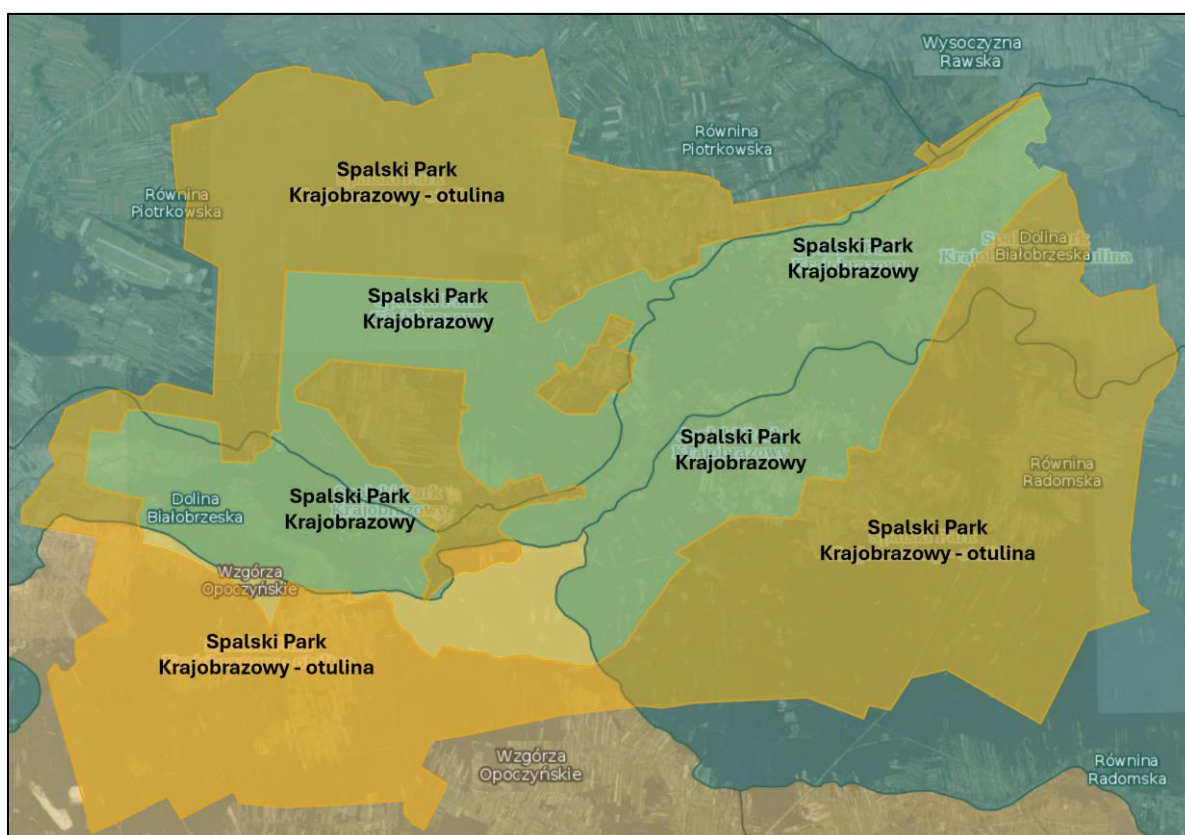 Wysoczyzna
Rawska
Równina
Piotrkowska
Spalski Park
Krajobrazowy - otulina
Równina
Piotrkowska
Spalski Park
Krajobrazowy
Dolina
Białobrzeska
Spalski Park
Krajobrazowy
Spalski Park
Krajobrazowy
Równina
Radomska
Dolina
Białobrzeska
Spalski Park
Krajobrazowy
Spalski Park
Krajobrazowy - otulina
Wzgórza
Opoczyńskie
Spalski Park
Krajobrazowy - otulina
Wzgórza
Opoczyńskie
Równina
Radomska